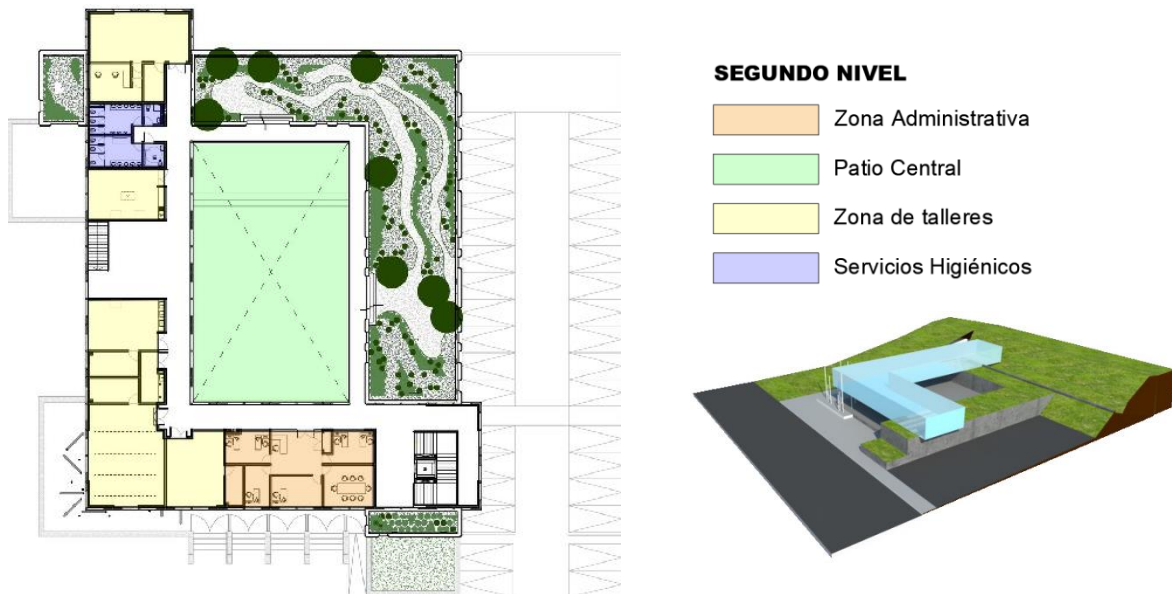 SEGUNDO NIVEL
Zona Administrativa
Patio Central
Zona de talleres
Servicios Higiénicos